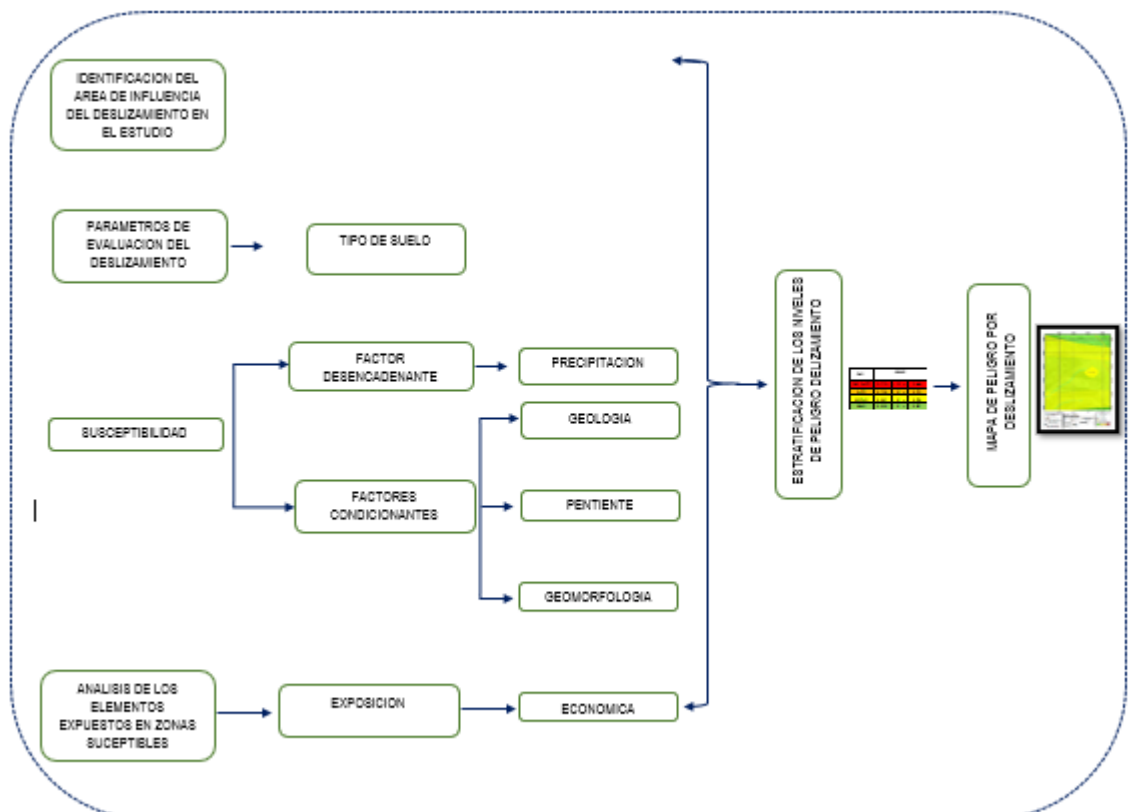 IDENTIFICACION DEL
AREA DE INFLUENCIA
DEL DESLIZAMIENTO EN
EL ESTUDIO
PARAMETROS DE
EVALUACION DEL
DESLIZAMIENTO
TIPO DE SUELO
SUSCEPTIBILIDAD
FACTOR
DESENCADENANTE
PRECIPITACION
FACTORES
CONDICIONANTES
GEOLOGIA
PENTIENTE
GEOMORFOLOGIA
ANALISIS DE LOS
ELEMENTOS
EXPUESTOS EN ZONAS
SUCEPTIBLES
EXPOSICION
ECONOMICA
ESTRATIFICACION DE LOS NIVELES
DE PELIGRO DELIZAMIENTO
MAPA DE PELIGRO POR
DESLIZAMIENTO